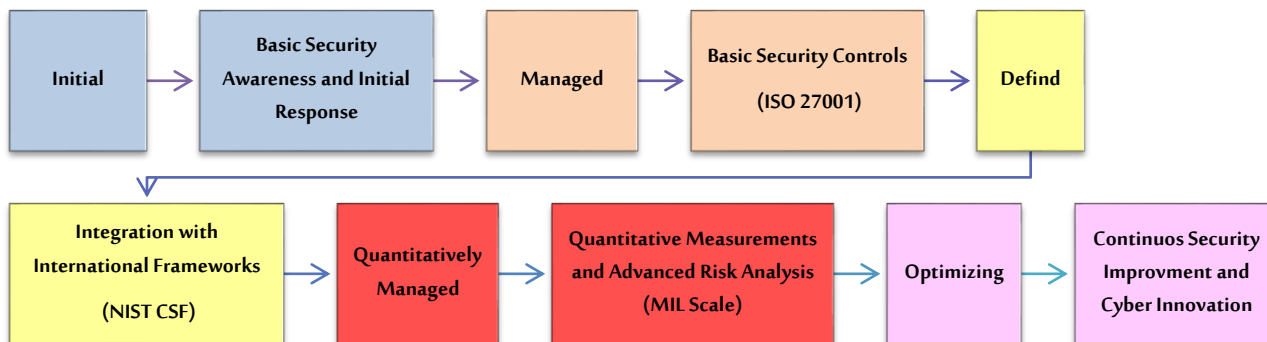 Initial
Basic Security
Awareness and Initial
Response
Managed
Basic Security Controls
(ISO 27001)
Defind
Integration with
International Frameworks
(NIST CSF)
Quantitatively
Managed
Quantitative Measurements
and Advanced Risk Analysis
(MIL Scale)
Optimizing
Continuos Security
Improvment and
Cyber Innovation